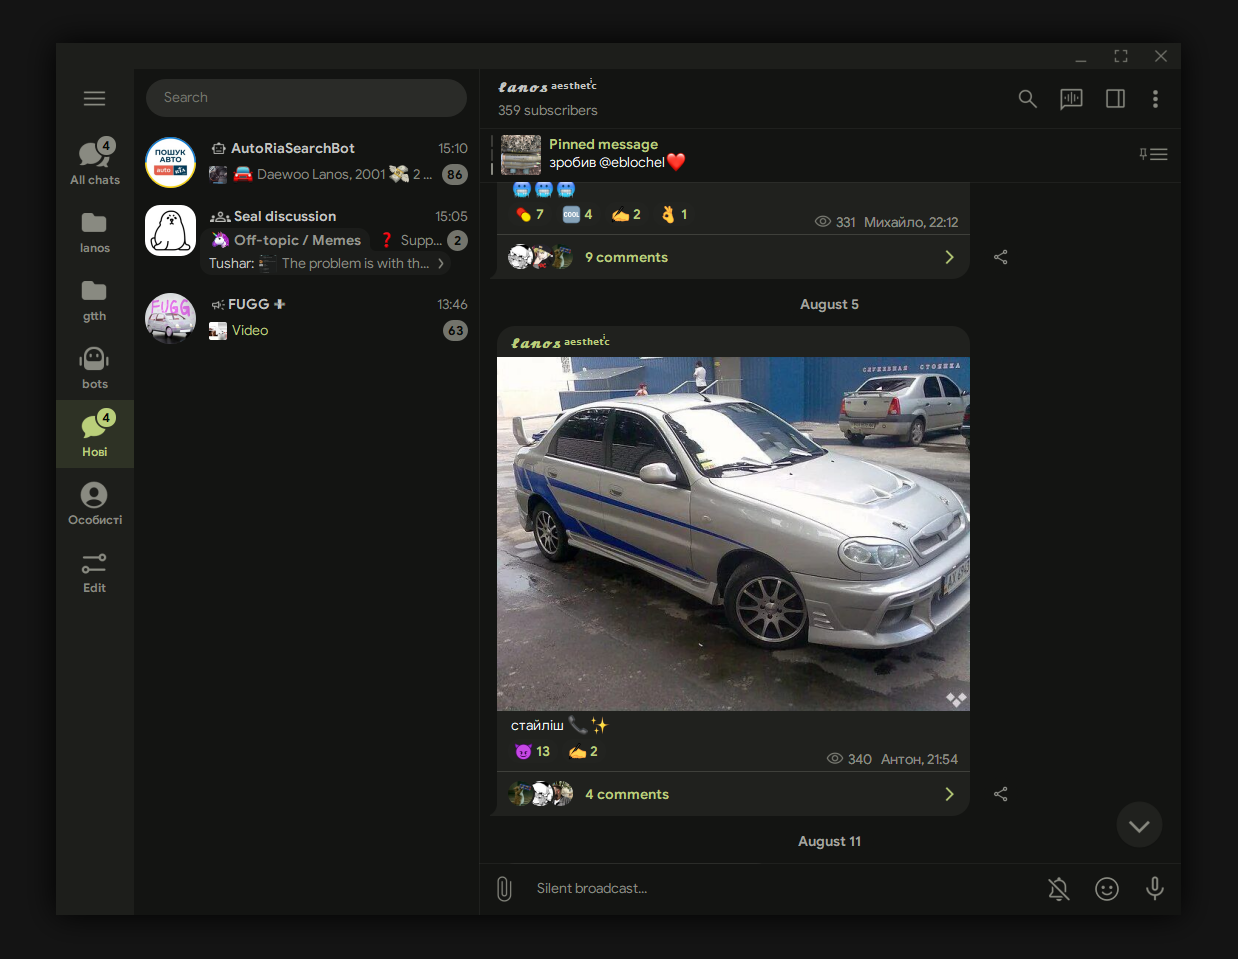 Search
4
All chats
lanos
gtth
bots
4
Нові
Особисті
Edit
ПОШУК
АВТО
auto RIA
AutoRiaSearchBot
15:10
Daewoo Lanos, 2001 💸 2 ...
86
Seal discussion
15:05
Off-topic / Memes
❓ Supp...
2
Tushar: The problem is with th...
FUGG
FUGG
13:46
Video
63
lanos aesthetic
359 subscribers
Pinned message
зробив @eblochel❤️
🥶🥶🥶
💊 7 🆒 4 ✍️ 2 👌 1
331 Михайло, 22:12
9 comments
August 5
lanos aesthetic
СЛУЖЕБНАЯ СТОЯНКА
стайліш 📞✨
😈 13 ✍️ 2
340 Антон, 21:54
4 comments
August 11
Silent broadcast...